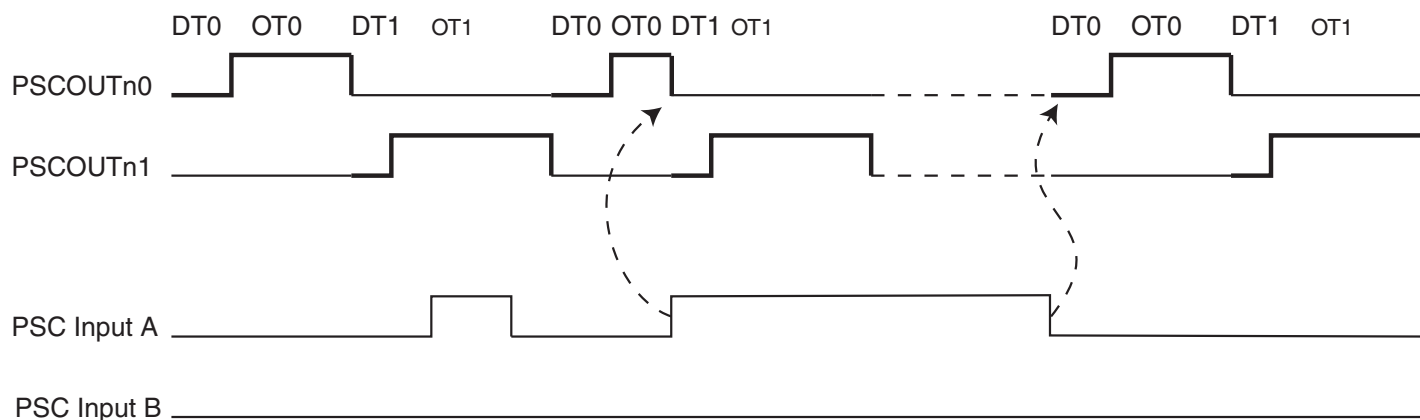 DT0 OT0 DT1 OT1 DT0 OT0 DT1 OT1 DT0 OT0 DT1 OT1
PSCOUTn0
PSCOUTn1
PSC Input A
PSC Input B